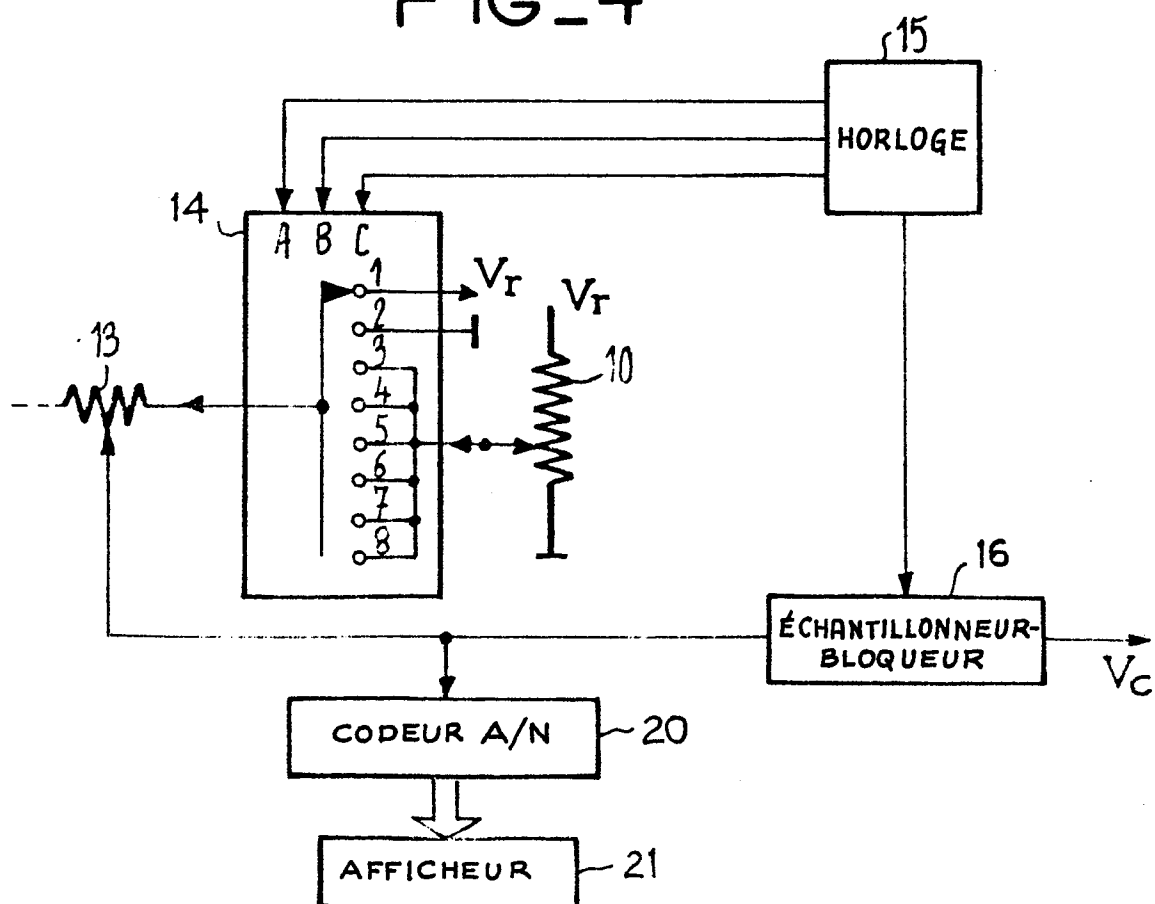 FIG_4
15
HORLOGE
14
A B C
1
Vr
Vr
2
13
3
10
4
5
6
7
8
16
ÉCHANTILLONNEUR-
BLOQUEUR
Vc
CODEUR A/N
20
AFFICHEUR
21